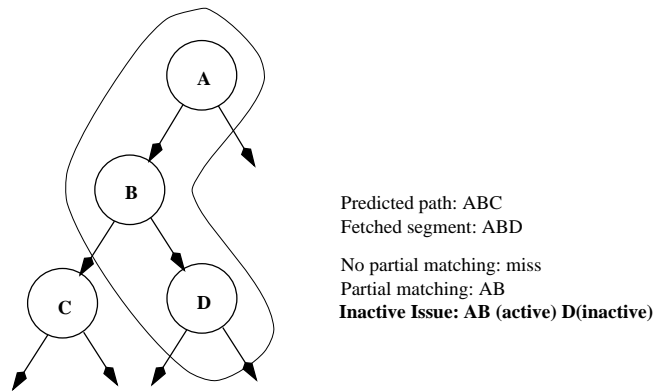 A
B
C
D
Predicted path: ABC
Fetched segment: ABD
No partial matching: miss
Partial matching: AB
Inactive Issue: AB (active) D(inactive)